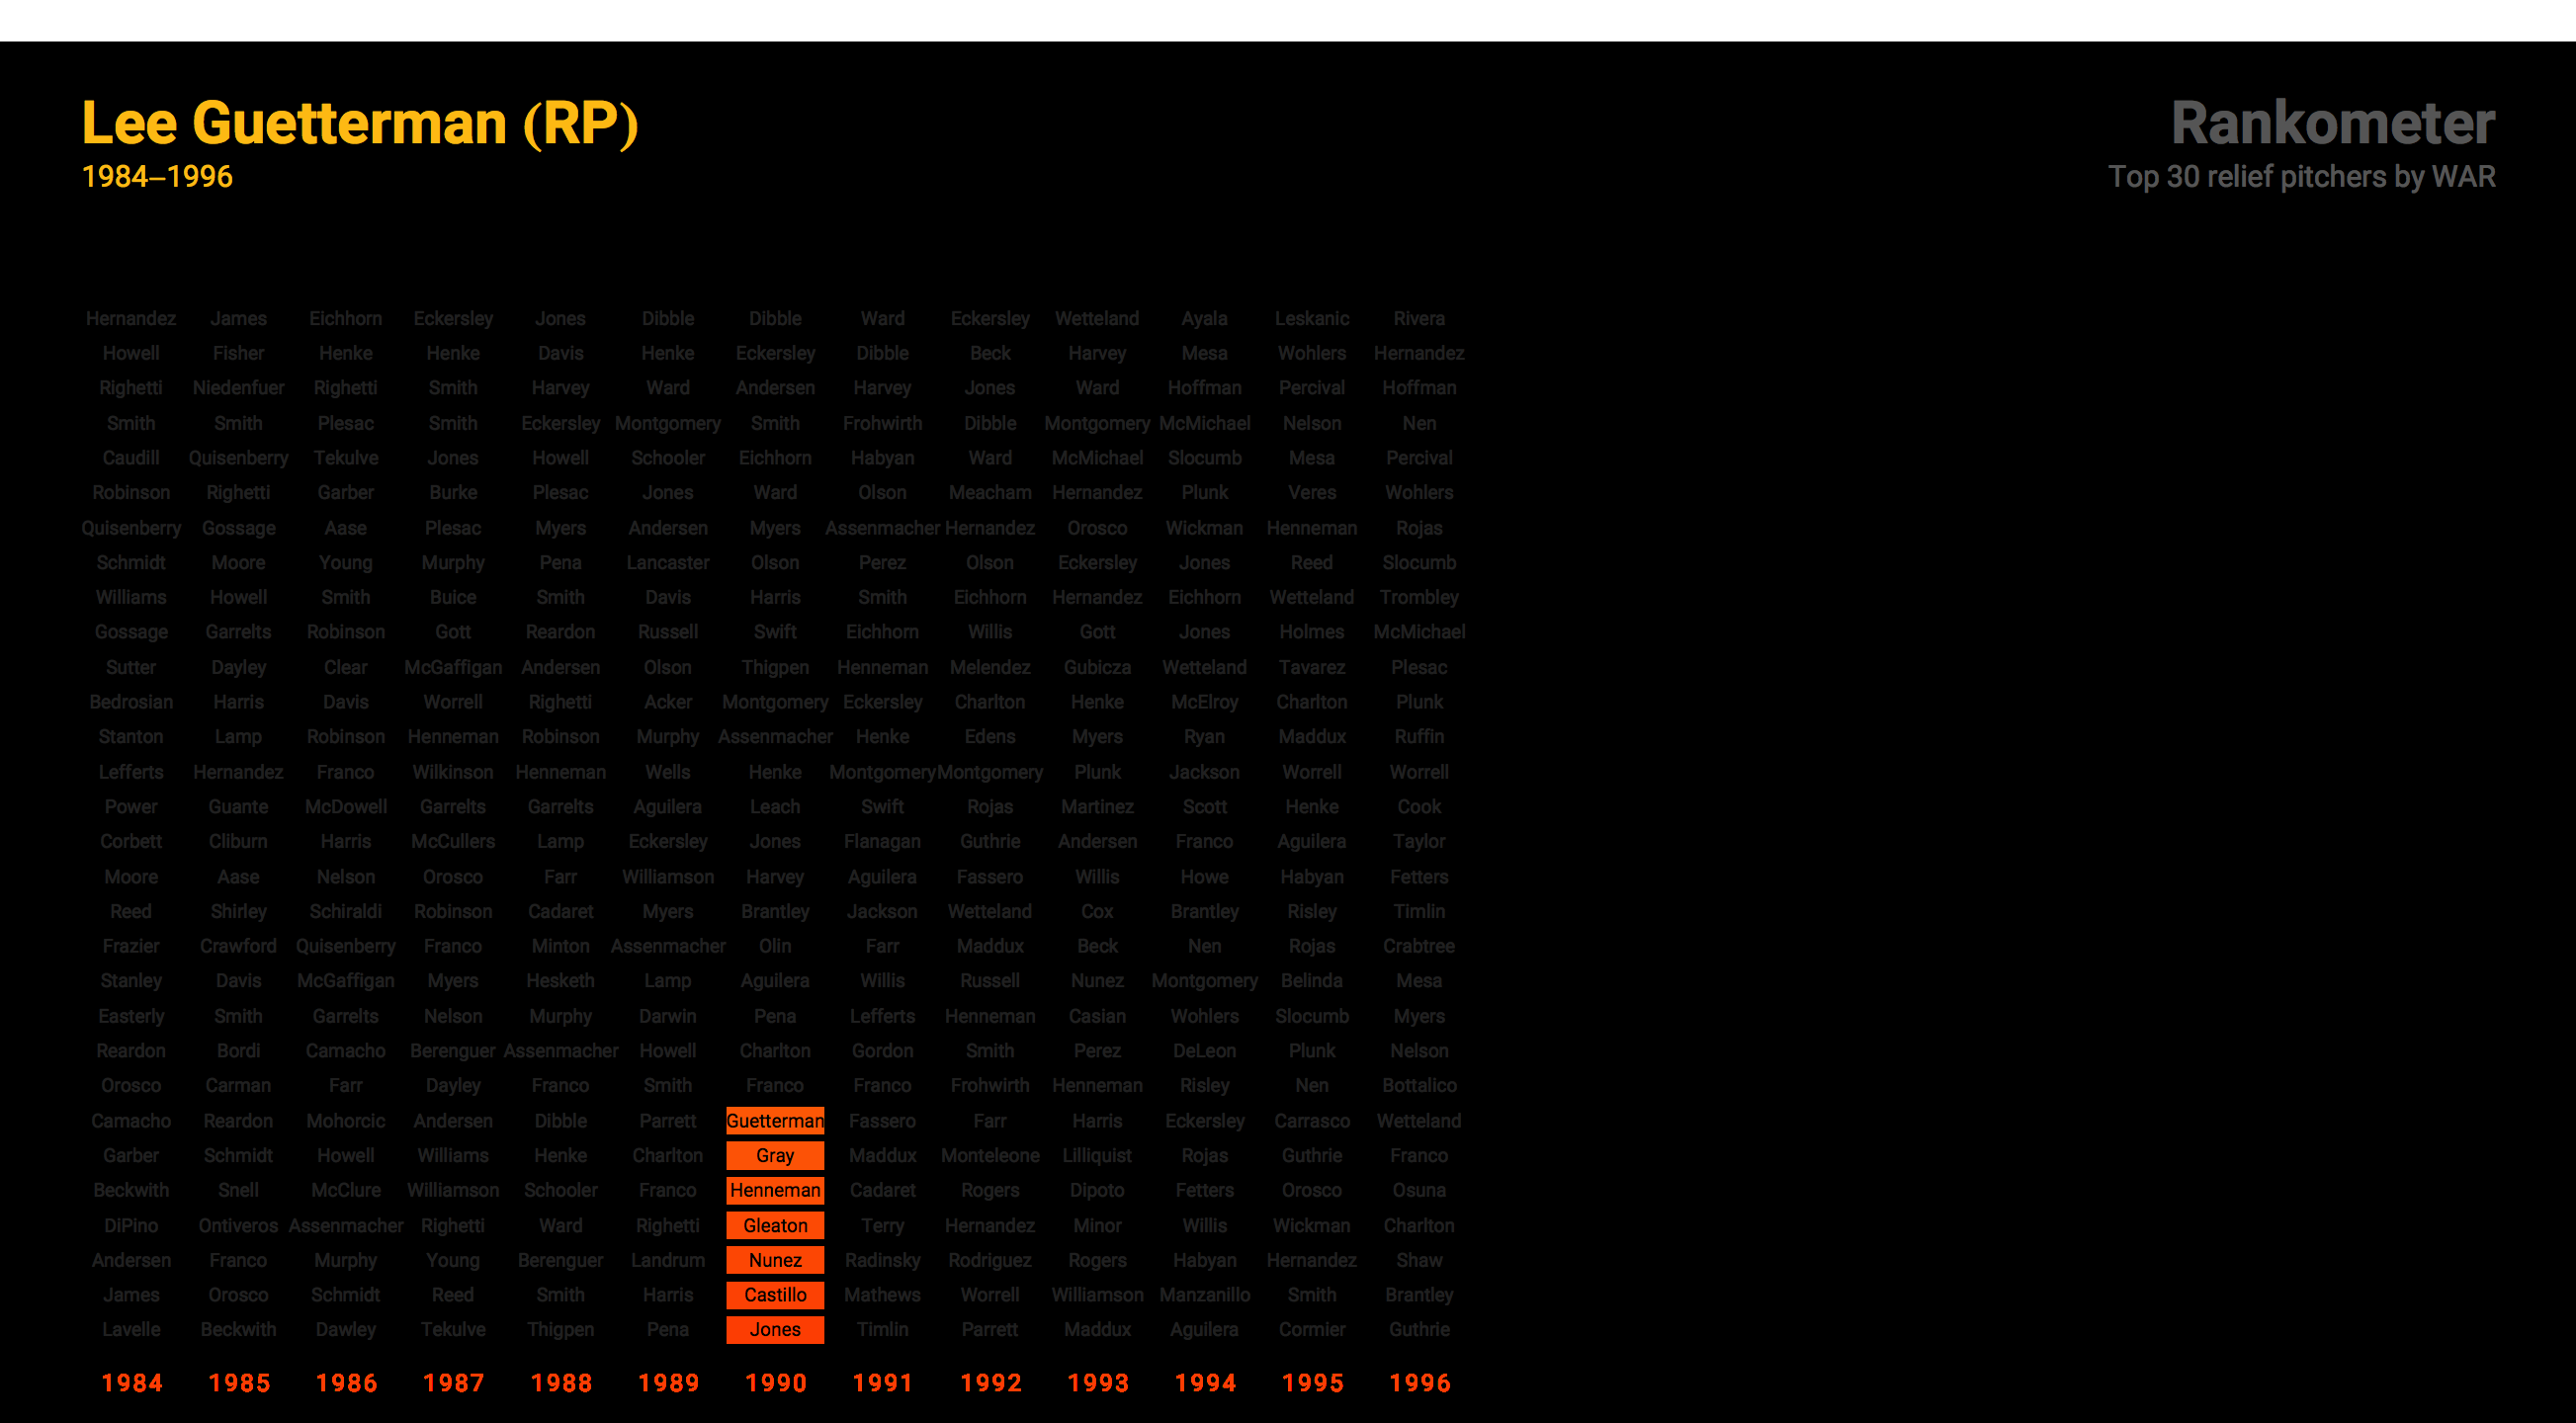 Lee Guetterman (RP)
1984–1996
Rankometer
Top 30 relief pitchers by WAR
Hernandez James Eichhorn Eckersley Jones Dibble Dibble Ward Eckersley Wetteland Ayala Leskanic Rivera
Howell Fisher Henke Henke Davis Henke Eckersley Dibble Beck Harvey Mesa Wohlers Hernandez
Righetti Niedenfuer Righetti Smith Harvey Ward Andersen Harvey Jones Ward Hoffman Percival Hoffman
Smith Smith Plesac Smith Eckersley Montgomery Smith Frohwirth Dibble Montgomery McMichael Nelson Nen
Caudill Quisenberry Tekulve Jones Howell Schooler Eichhorn Habyan Ward McMichael Slocumb Mesa Percival
Robinson Righetti Garber Burke Plesac Jones Ward Olson Meacham Hernandez Plunk Veres Wohlers
Quisenberry Gossage Aase Plesac Myers Andersen Myers Assenmacher Hernandez Orosco Wickman Henneman Rojas
Schmidt Moore Young Murphy Pena Lancaster Olson Perez Olson Eckersley Jones Reed Slocumb
Williams Howell Smith Buice Smith Davis Harris Smith Eichhorn Hernandez Eichhorn Wetteland Trombley
Gossage Garrelts Robinson Gott Reardon Russell Swift Eichhorn Willis Gott Jones Holmes McMichael
Sutter Dayley Clear McGaffigan Andersen Olson Thigpen Henneman Melendez Gubicza Wetteland Tavarez Plesac
Bedrosian Harris Davis Worrell Righetti Acker Montgomery Eckersley Charlton Henke McElroy Charlton Plunk
Stanton Lamp Robinson Henneman Robinson Murphy Assenmacher Henke Edens Myers Ryan Maddux Ruffin
Lefferts Hernandez Franco Wilkinson Henneman Wells Henke Montgomery Montgomery Plunk Jackson Worrell Worrell
Power Guante McDowell Garrelts Garrelts Aguilera Leach Swift Rojas Martinez Scott Henke Cook
Corbett Cliburn Harris McCullers Lamp Eckersley Jones Flanagan Guthrie Andersen Franco Aguilera Taylor
Moore Aase Nelson Orosco Farr Williamson Harvey Aguilera Fassero Willis Howe Habyan Fetters
Reed Shirley Schiraldi Robinson Cadaret Myers Brantley Jackson Wetteland Cox Brantley Risley Timlin
Frazier Crawford Quisenberry Franco Minton Assenmacher Olin Farr Maddux Beck Nen Rojas Crabtree
Stanley Davis McGaffigan Myers Hesketh Lamp Aguilera Willis Russell Nunez Montgomery Belinda Mesa
Easterly Smith Garrelts Nelson Murphy Darwin Pena Lefferts Henneman Casian Wohlers Slocumb Myers
Reardon Bordi Camacho Berenguer Assenmacher Howell Charlton Gordon Smith Perez DeLeon Plunk Nelson
Orosco Carman Farr Dayley Franco Smith Franco Franco Frohwirth Henneman Risley Nen Bottalico
Camacho Reardon Mohorcic Andersen Dibble Parrett Guetterman Fassero Farr Harris Eckersley Carrasco Wetteland
Garber Schmidt Howell Williams Henke Charlton Gray Maddux Monteleone Lilliquist Rojas Guthrie Franco
Beckwith Snell McClure Williamson Schooler Franco Henneman Cadaret Rogers Dipoto Fetters Orosco Osuna
DiPino Ontiveros Assenmacher Righetti Ward Righetti Gleaton Terry Hernandez Minor Willis Wickman Charlton
Andersen Franco Murphy Young Berenguer Landrum Nunez Radinsky Rodriguez Rogers Habyan Hernandez Shaw
James Orosco Schmidt Reed Smith Harris Castillo Mathews Worrell Williamson Manzanillo Smith Brantley
Lavelle Beckwith Dawley Tekulve Thigpen Pena Jones Timlin Parrett Maddux Aguilera Cormier Guthrie
1984 1985 1986 1987 1988 1989 1990 1991 1992 1993 1994 1995 1996